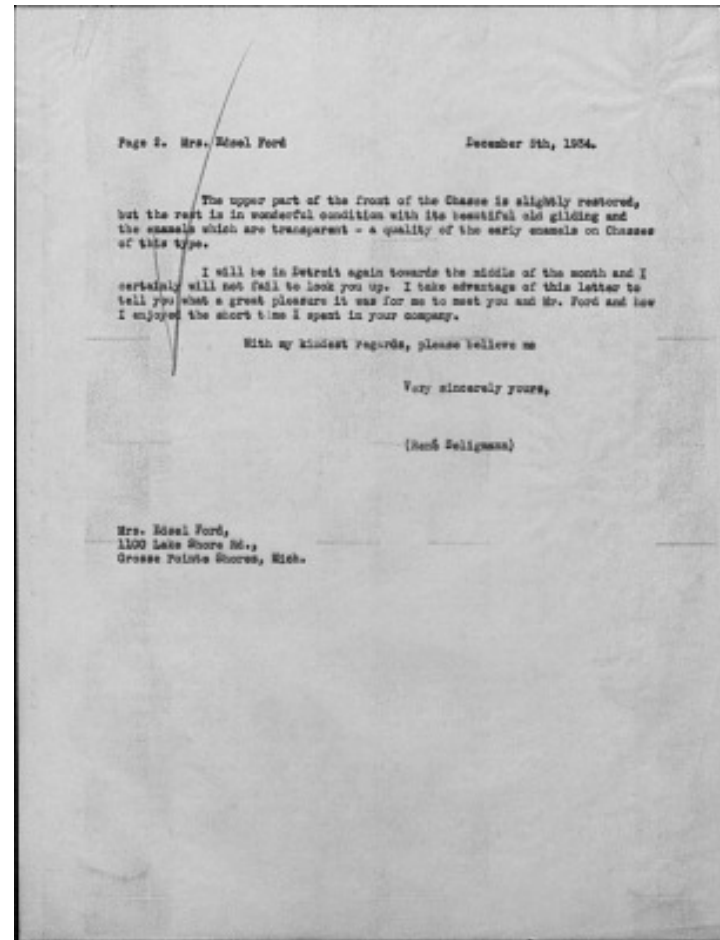 Page 2. Mrs. Edsel Ford December 5th, 1934.
The upper part of the front of the Chasse is slightly restored,
but the rest is in wonderful condition with its beautiful old gilding and
the enamels which are transparent - a quality of the early enamels on Chasses
of this type.
I will be in Detroit again towards the middle of the month and I
certainly will not fail to look you up. I take advantage of this letter to
tell you what a great pleasure it was for me to meet you and Mr. Ford and how
I enjoyed the short time I spent in your company.
With my kindest regards, please believe me
Very sincerely yours,
(René Seligmann)
Mrs. Edsel Ford,
1100 Lake Shore Rd.,
Grosse Pointe Shores, Mich.